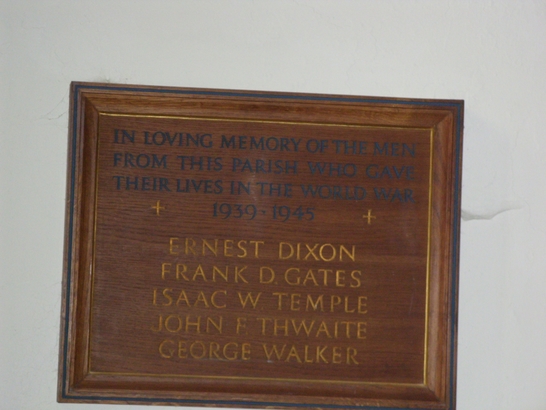 IN LOVING MEMORY OF THE MEN
FROM THIS PARISH WHO GAVE
THEIR LIVES IN THE WORLD WAR
1939-1945
ERNEST DIXON
FRANK D. GATES
ISAAC W TEMPLE
JOHN F. THWAITE
GEORGE WALKER